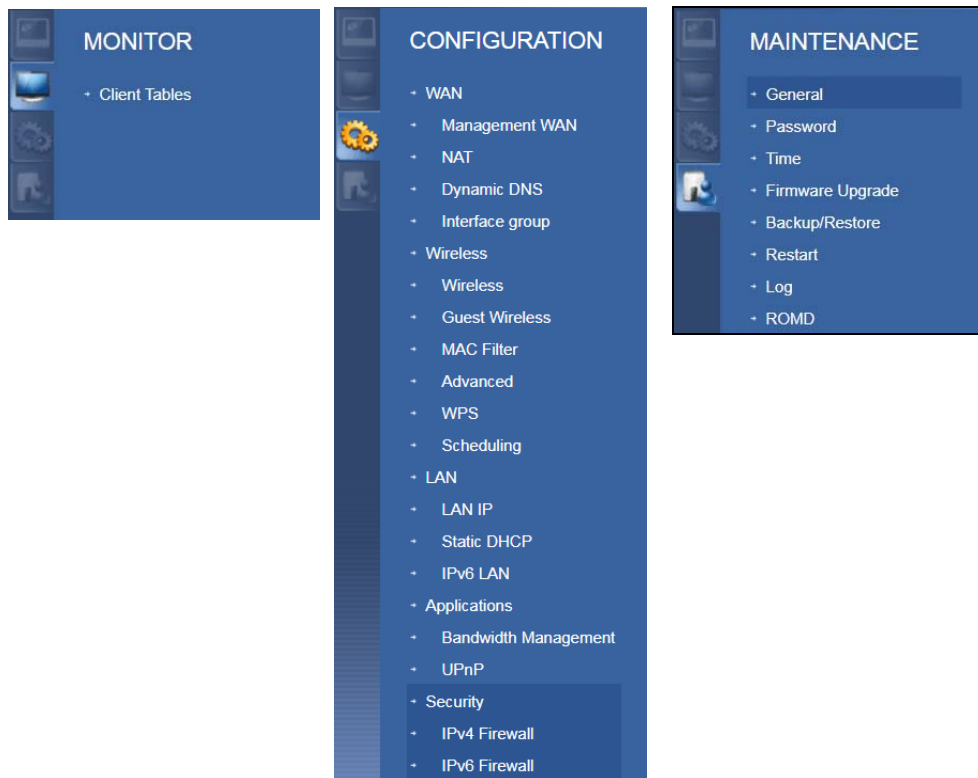 MONITOR
Client Tables
CONFIGURATION
WAN
Management WAN
NAT
Dynamic DNS
Interface group
Wireless
Wireless
Guest Wireless
MAC Filter
Advanced
WPS
Scheduling
LAN
LAN IP
Static DHCP
IPv6 LAN
Applications
Bandwidth Management
UPnP
Security
IPv4 Firewall
IPv6 Firewall
MAINTENANCE
General
Password
Time
Firmware Upgrade
Backup/Restore
Restart
Log
ROMD